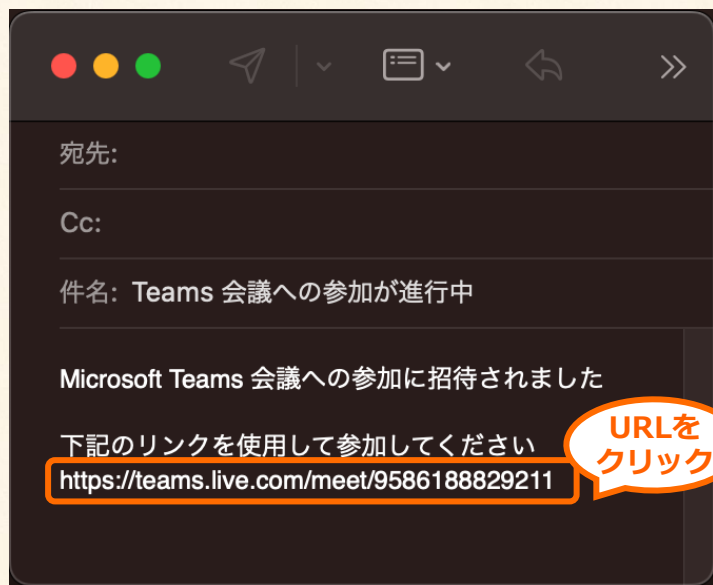 宛先:
Cc:
件名: Teams 会議への参加が進行中
Microsoft Teams 会議への参加に招待されました
下記のリンクを使用して参加してください
https://teams.live.com/meet/9586188829211
URLを
クリック